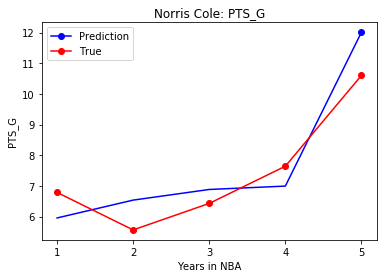 Norris Cole: PTS_G
Prediction
True
12
11
10
9
8
7
6
PTS_G
1 2 3 4 5
Years in NBA